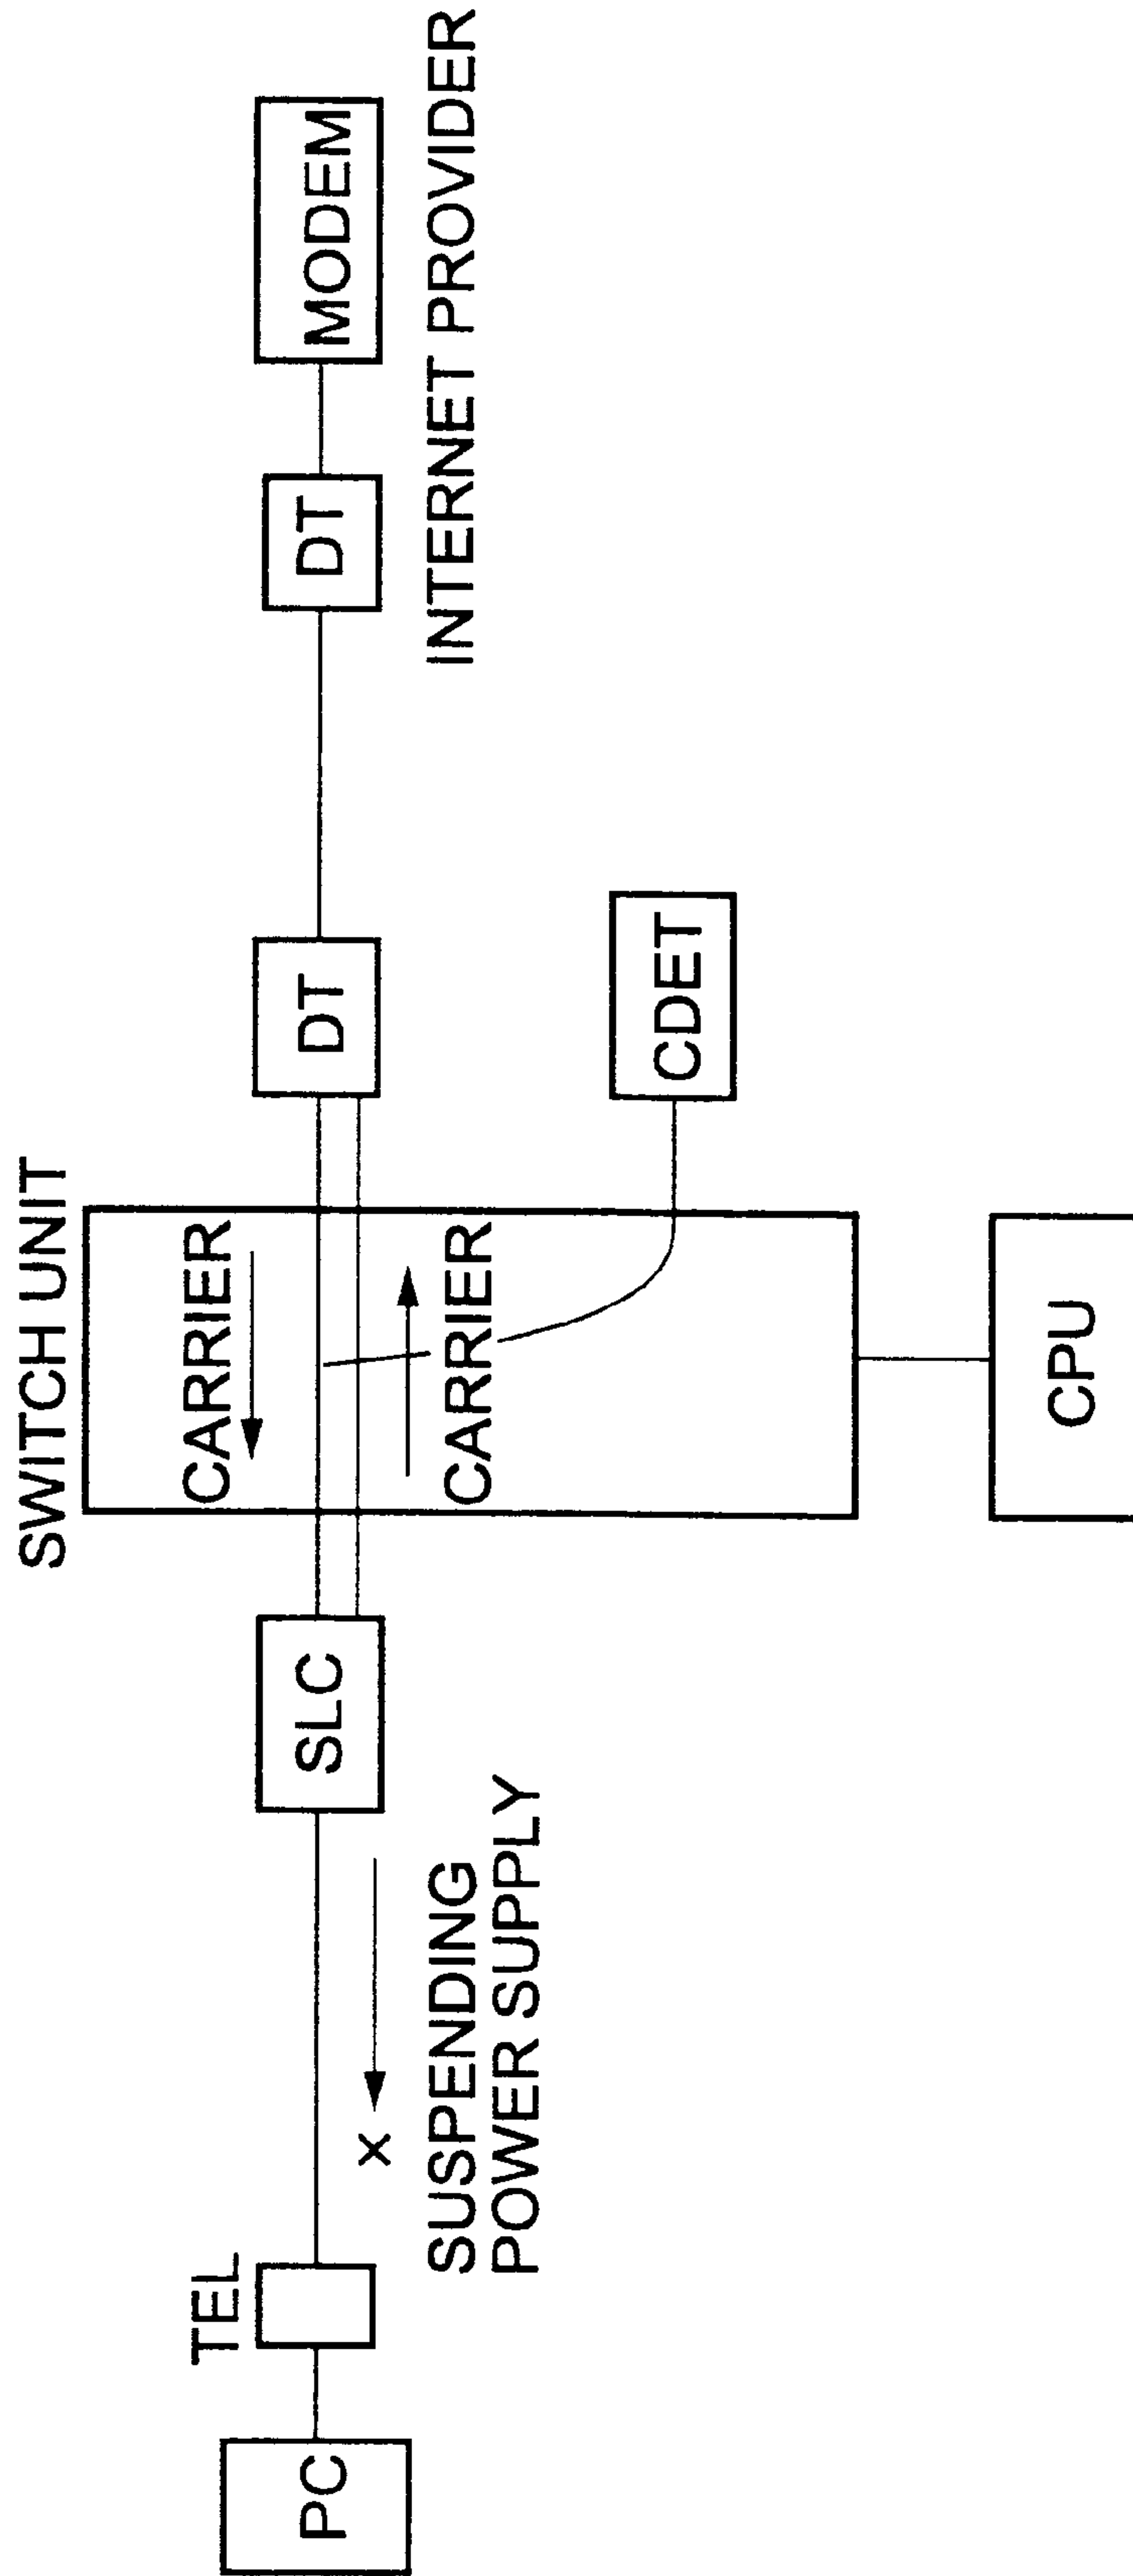 SWITCH UNIT
TEL
CARRIER
PC
SLC
DT
DT
MODEM
x
SUSPENDING
POWER SUPPLY
CARRIER
INTERNET PROVIDER
CDET
CPU